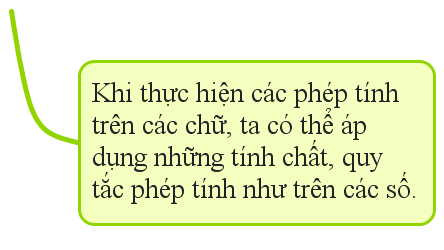 Khi thực hiện các phép tính
trên các chữ, ta có thể áp
dụng những tính chất, quy
tắc phép tính như trên các số.